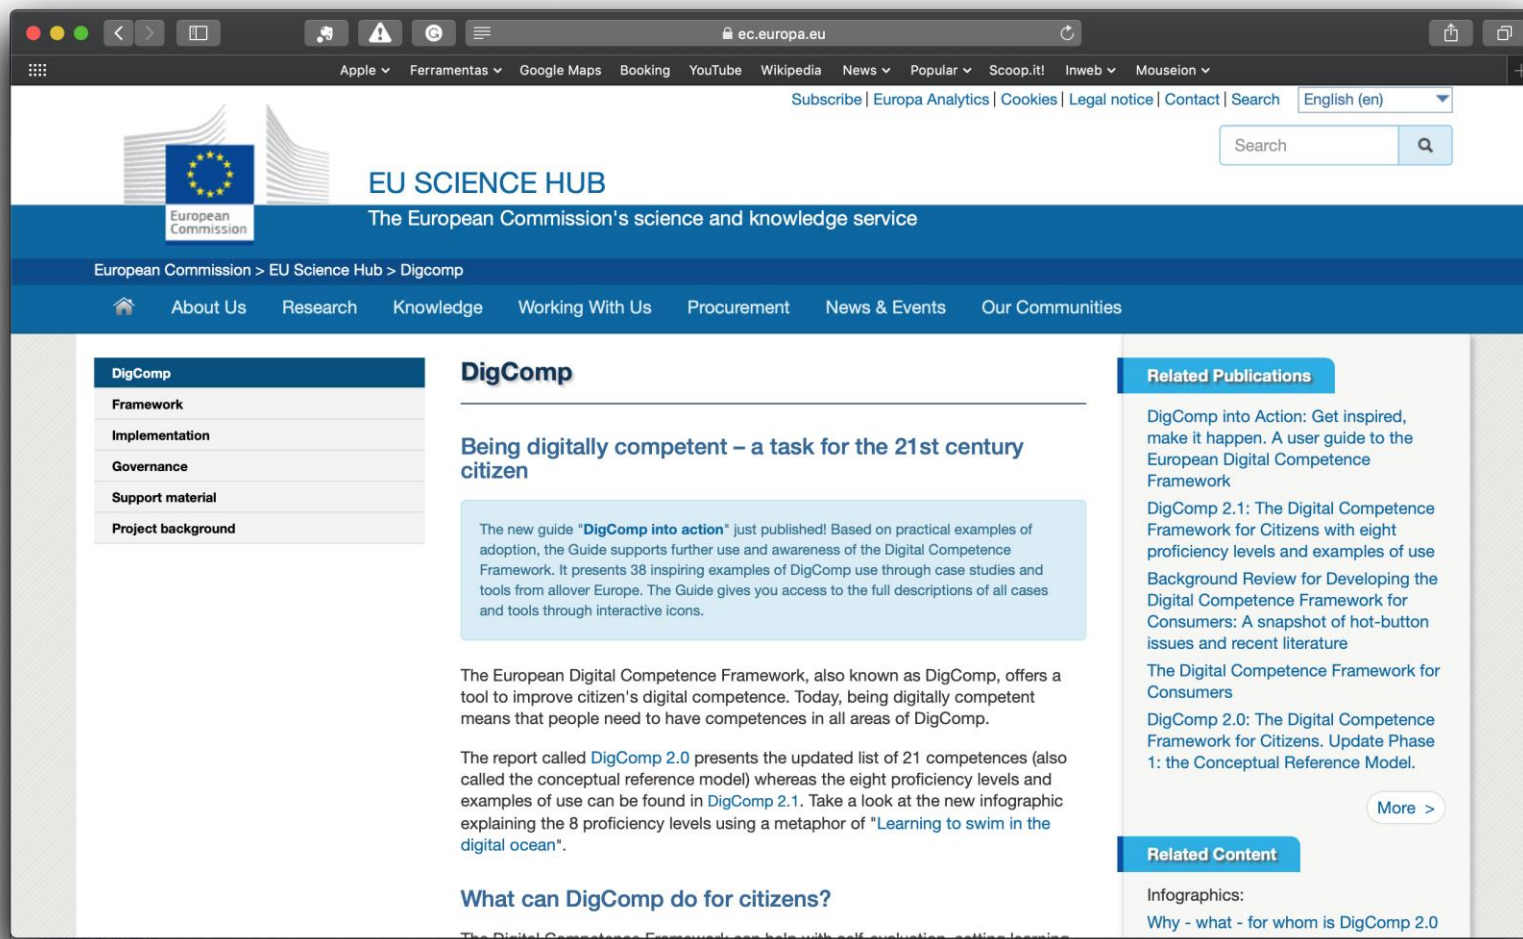 ec.europa.eu
Apple Ferramentas Google Maps Booking YouTube Wikipedia News Popular Scoop.it! Inweb Mouseion
Subscribe | Europa Analytics | Cookies | Legal notice | Contact | Search English (en)
Search
European
Commission
EU SCIENCE HUB
The European Commission's science and knowledge service
European Commission > EU Science Hub > Digcomp
About Us Research Knowledge Working With Us Procurement News & Events Our Communities
DigComp
Framework
Implementation
Governance
Support material
Project background
DigComp
Being digitally competent – a task for the 21st century
citizen
The new guide "DigComp into action" just published! Based on practical examples of
adoption, the Guide supports further use and awareness of the Digital Competence
Framework. It presents 38 inspiring examples of DigComp use through case studies and
tools from allover Europe. The Guide gives you access to the full descriptions of all cases
and tools through interactive icons.
The European Digital Competence Framework, also known as DigComp, offers a
tool to improve citizen's digital competence. Today, being digitally competent
means that people need to have competences in all areas of DigComp.
The report called DigComp 2.0 presents the updated list of 21 competences (also
called the conceptual reference model) whereas the eight proficiency levels and
examples of use can be found in DigComp 2.1. Take a look at the new infographic
explaining the 8 proficiency levels using a metaphor of "Learning to swim in the
digital ocean".
What can DigComp do for citizens?
The Digital Competence Framework can help with self-evaluation, setting learning
Related Publications
DigComp into Action: Get inspired,
make it happen. A user guide to the
European Digital Competence
Framework
DigComp 2.1: The Digital Competence
Framework for Citizens with eight
proficiency levels and examples of use
Background Review for Developing the
Digital Competence Framework for
Consumers: A snapshot of hot-button
issues and recent literature
The Digital Competence Framework for
Consumers
DigComp 2.0: The Digital Competence
Framework for Citizens. Update Phase
1: the Conceptual Reference Model.
More >
Related Content
Infographics:
Why - what - for whom is DigComp 2.0